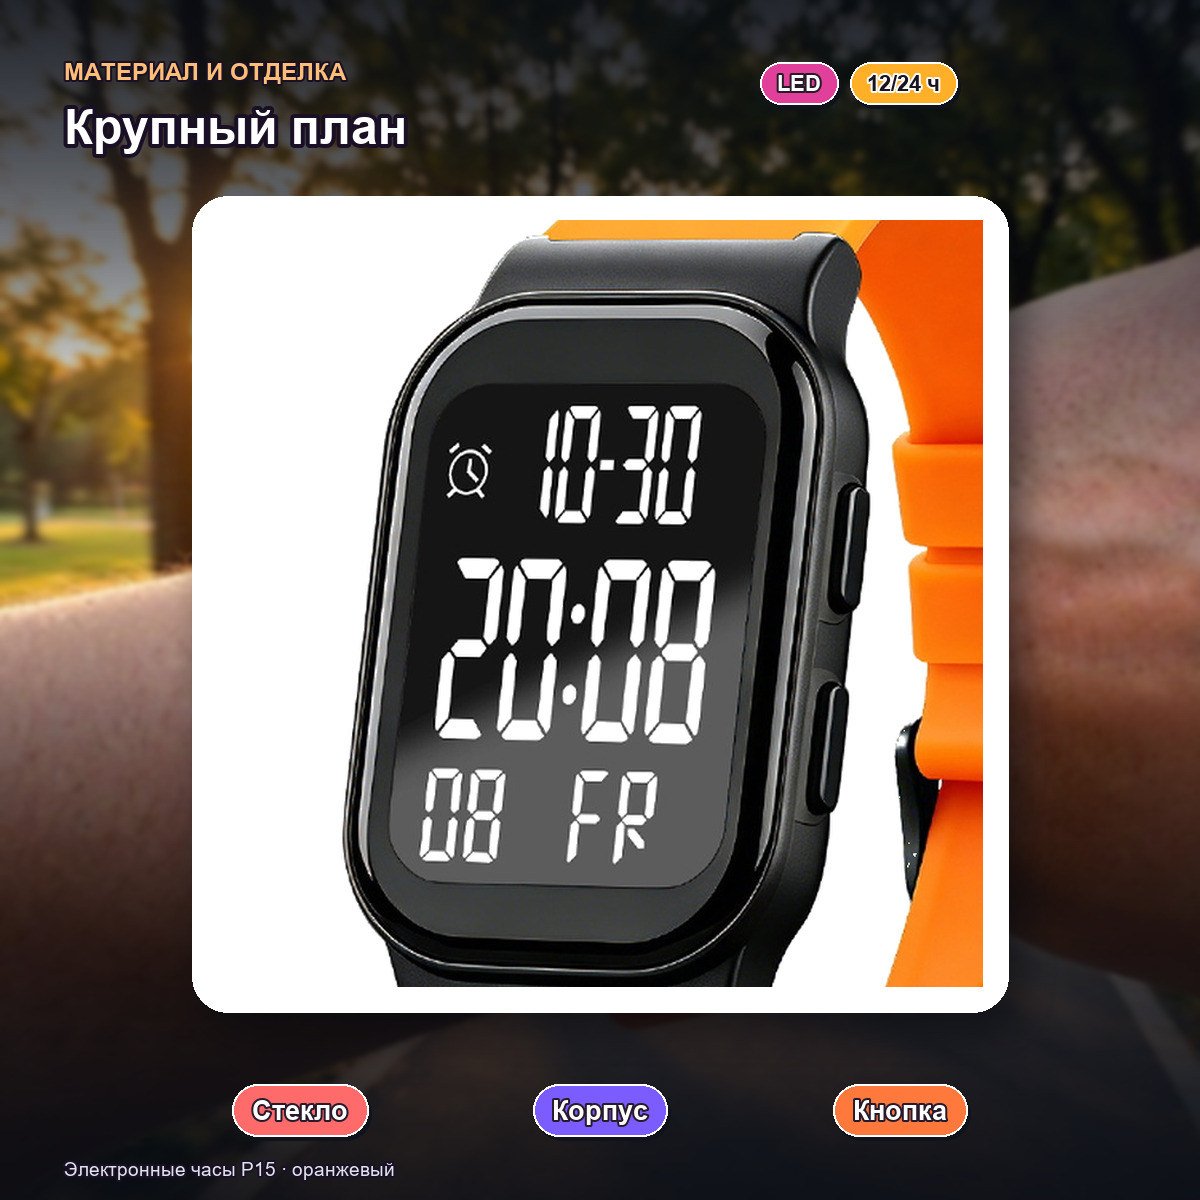 МАТЕРИАЛ И ОТДЕЛКА
Крупный план
LED
12/24 ч
10-30
20:08
08 FR
Стекло
Корпус
Кнопка
Электронные часы P15 · оранжевый